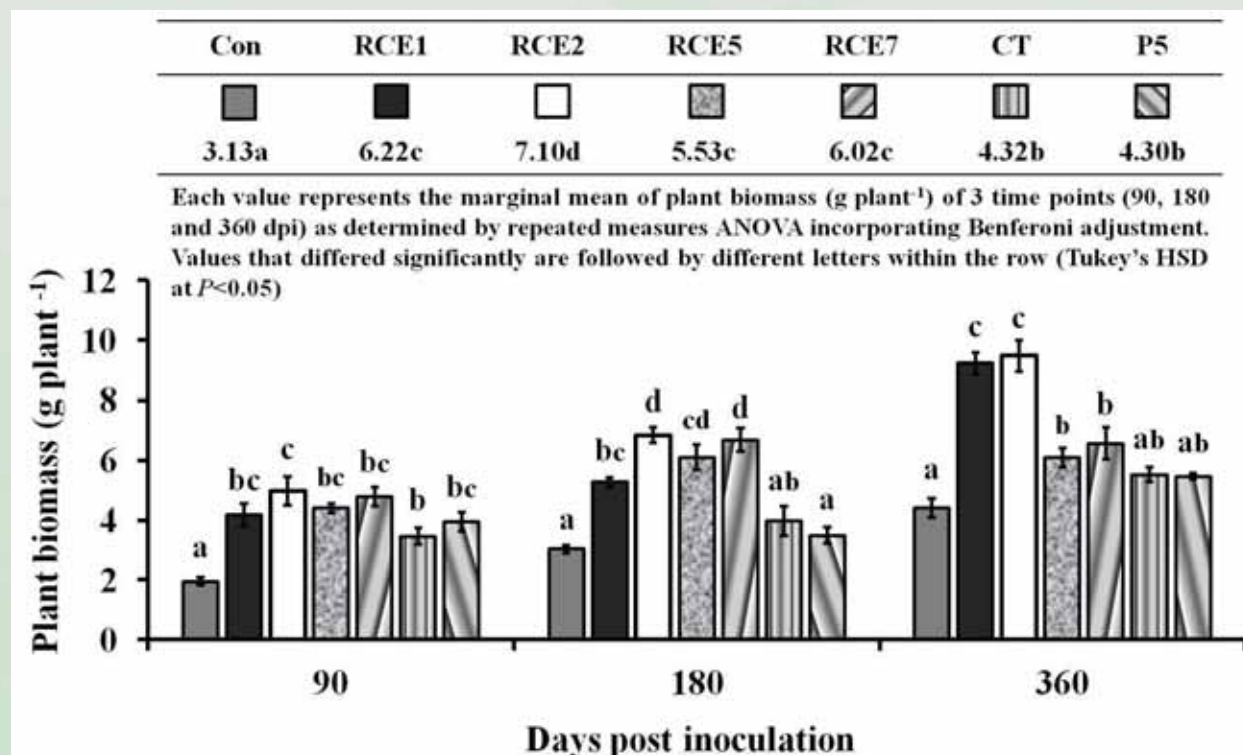 Con RCE1 RCE2 RCE5 RCE7 CT P5
3.13a 6.22c 7.10d 5.53c 6.02c 4.32b 4.30b
Each value represents the marginal mean of plant biomass (g plant-1) of 3 time points (90, 180
and 360 dpi) as determined by repeated measures ANOVA incorporating Benferoni adjustment.
Values that differed significantly are followed by different letters within the row (Tukey's HSD
at P<0.05)
Plant biomass (g plant -1)
12
10
8
6
4
2
0
a bc c bc bc b bc
a bc d cd d ab a
a c c b b ab ab
90 180 360
Days post inoculation